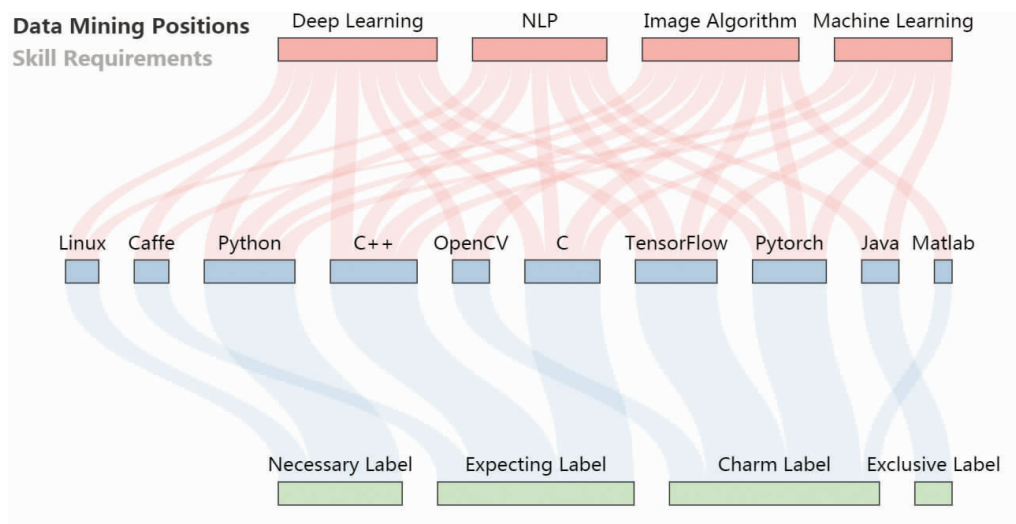 Data Mining Positions
Skill Requirements
Deep Learning NLP Image Algorithm Machine Learning
Linux Caffe Python C++ OpenCV C TensorFlow Pytorch Java Matlab
Necessary Label Expecting Label Charm Label Exclusive Label